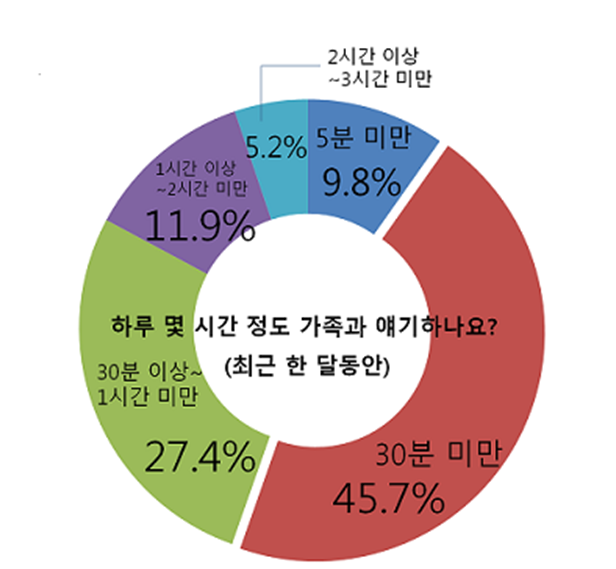 2시간 이상
~3시간 미만
5.2%
5분 미만
9.8%
1시간 이상
~2시간 미만
11.9%
하루 몇 시간 정도 가족과 얘기하나요?
(최근 한 달동안)
30분 이상~
1시간 미만
27.4%
30분 미만
45.7%